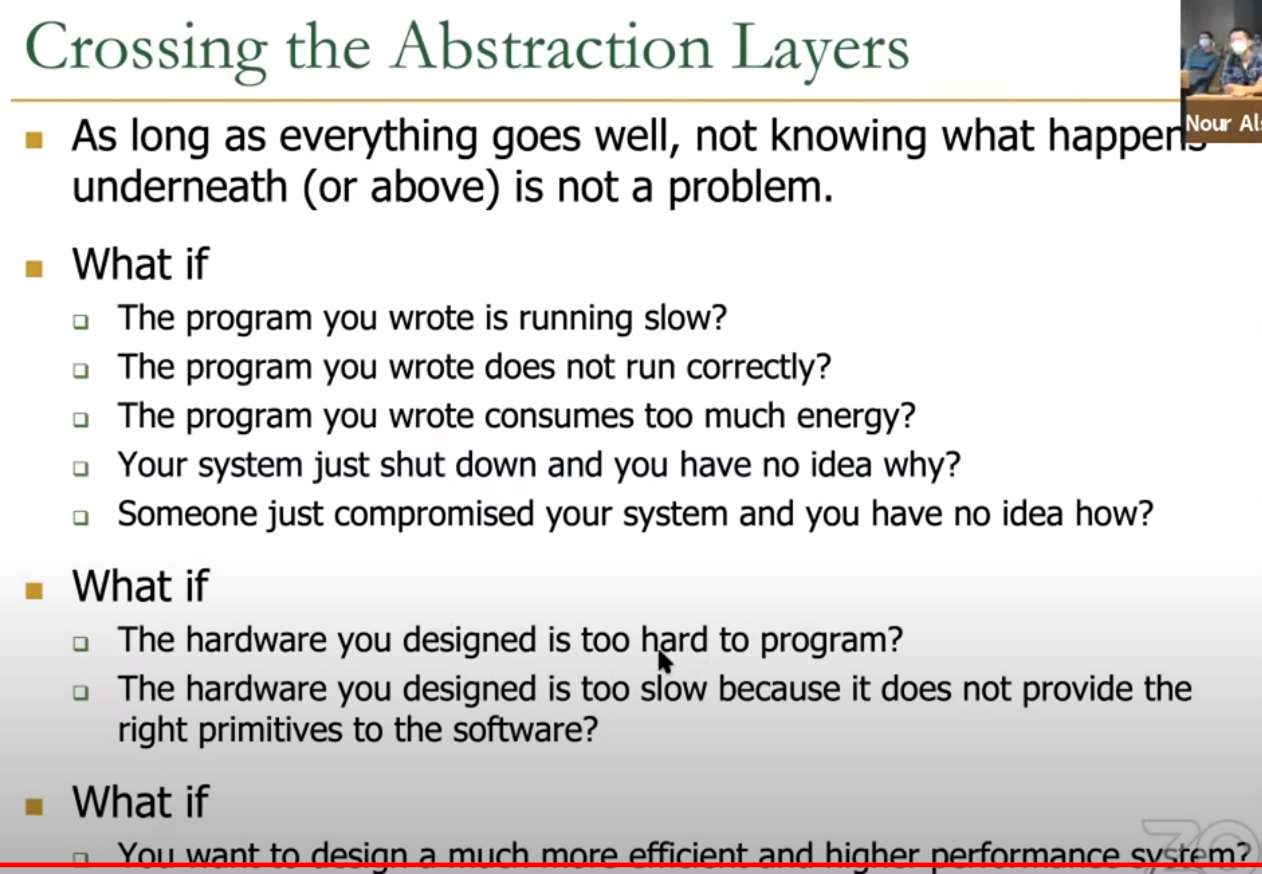 Crossing the Abstraction Layers
Nour Al
As long as everything goes well, not knowing what happens
underneath (or above) is not a problem.
What if
The program you wrote is running slow?
The program you wrote does not run correctly?
The program you wrote consumes too much energy?
Your system just shut down and you have no idea why?
Someone just compromised your system and you have no idea how?
What if
The hardware you designed is too hard to program?
The hardware you designed is too slow because it does not provide the
right primitives to the software?
What if
You want to design a much more efficient and higher performance system?